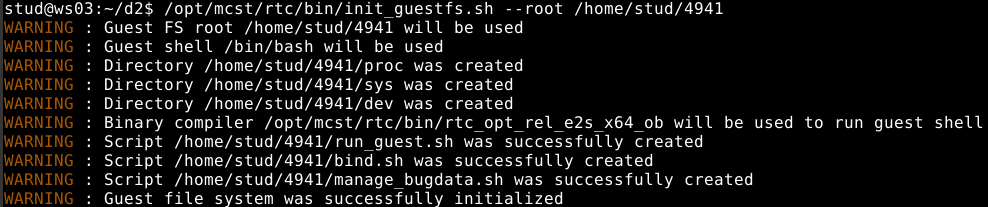 stud@ws03:~/d2$ /opt/mcst/rtc/bin/init_guestfs.sh --root /home/stud/4941
WARNING : Guest FS root /home/stud/4941 will be used
WARNING : Guest shell /bin/bash will be used
WARNING : Directory /home/stud/4941/proc was created
WARNING : Directory /home/stud/4941/sys was created
WARNING : Directory /home/stud/4941/dev was created
WARNING : Binary compiler /opt/mcst/rtc/bin/rtc_opt_rel_e2s_x64_ob will be used to run guest shell
WARNING : Script /home/stud/4941/run_guest.sh was successfully created
WARNING : Script /home/stud/4941/bind.sh was successfully created
WARNING : Script /home/stud/4941/manage_bugdata.sh was successfully created
WARNING : Guest file system was successfully initialized